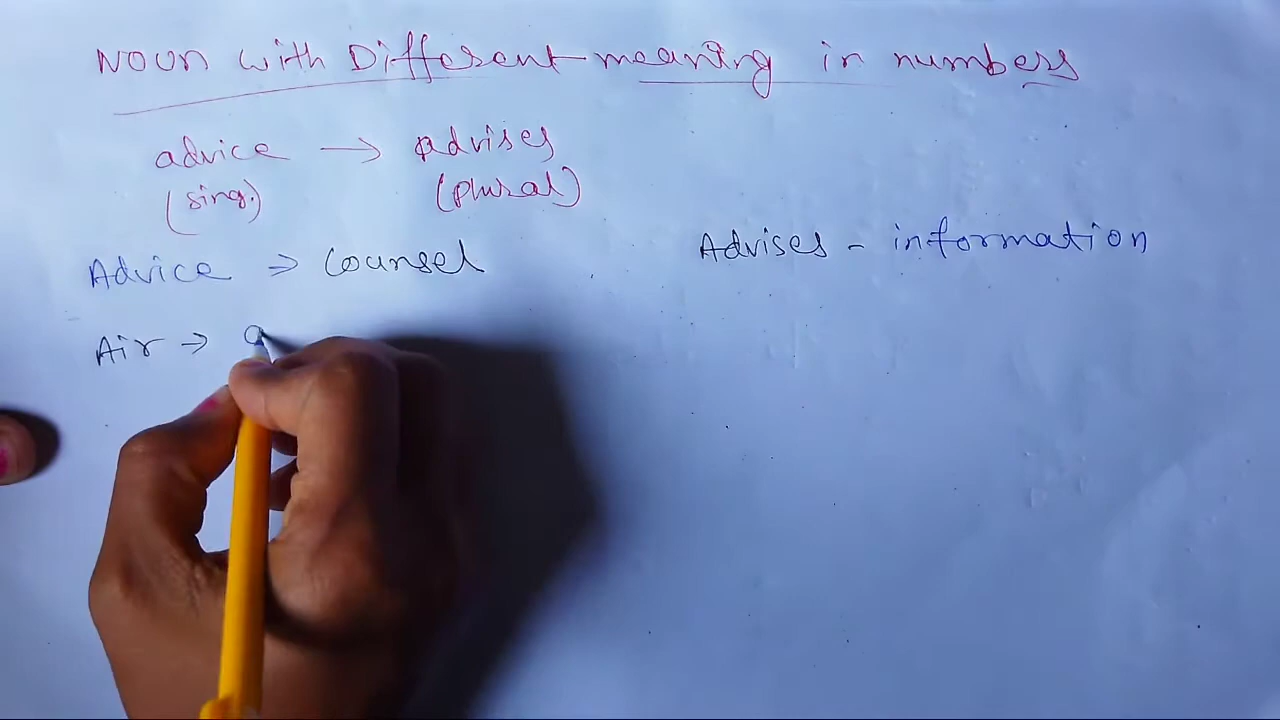 Noun with Different meaning in numbers
advice → advises
(sing.) (plural)
Advice ⇒ Counsel
Advises - information
Air →